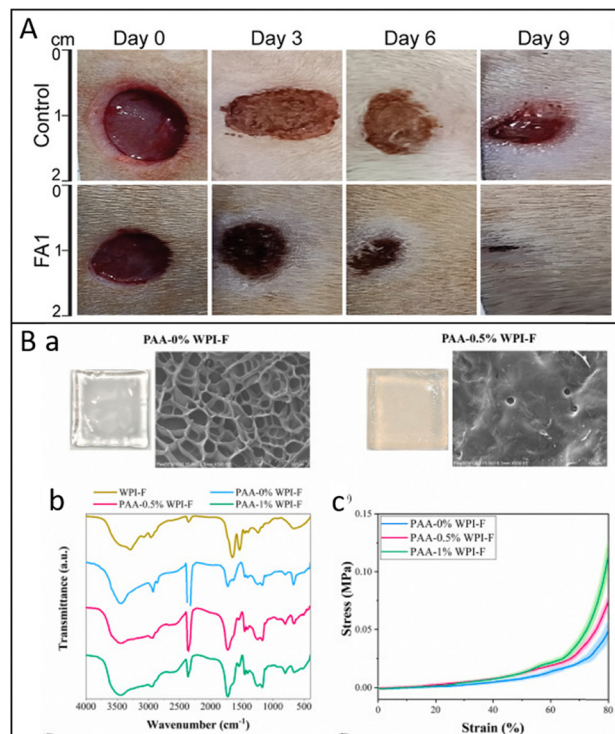 A
cm
Day 0
Day 3
Day 6
Day 9
0
Control
1
2
0
FA1
1
2
B a
PAA-0% WPI-F
PAA-0.5% WPI-F
b
WPI-F
PAA-0% WPI-F
PAA-0.5% WPI-F
PAA-1% WPI-F
Transmittance (a.u.)
4000 3500 3000 2500 2000 1500 1000 500
Wavenumber (cm⁻¹)
c
PAA-0% WPI-F
PAA-0.5% WPI-F
PAA-1% WPI-F
Stress (MPa)
0.15
0.10
0.05
0.00
0 20 40 60 80
Strain (%)